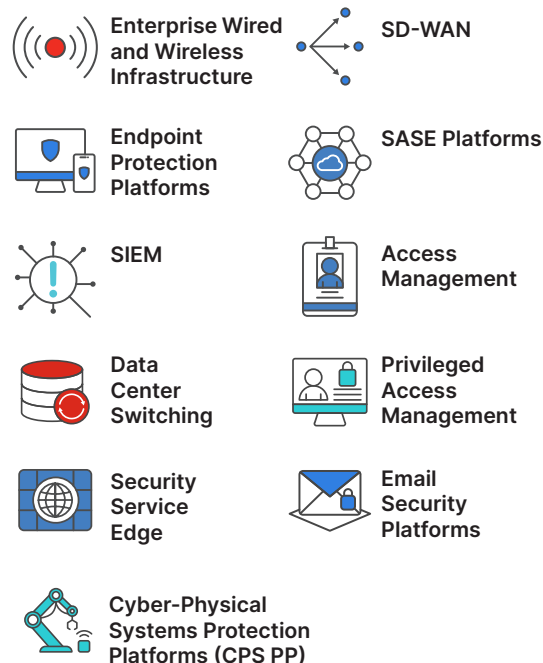 Enterprise Wired
and Wireless
Infrastructure
SD-WAN
Endpoint
Protection
Platforms
SASE Platforms
SIEM
Access
Management
Data
Center
Switching
Privileged
Access
Management
Security
Service
Edge
Email
Security
Platforms
Cyber-Physical
Systems Protection
Platforms (CPS PP)